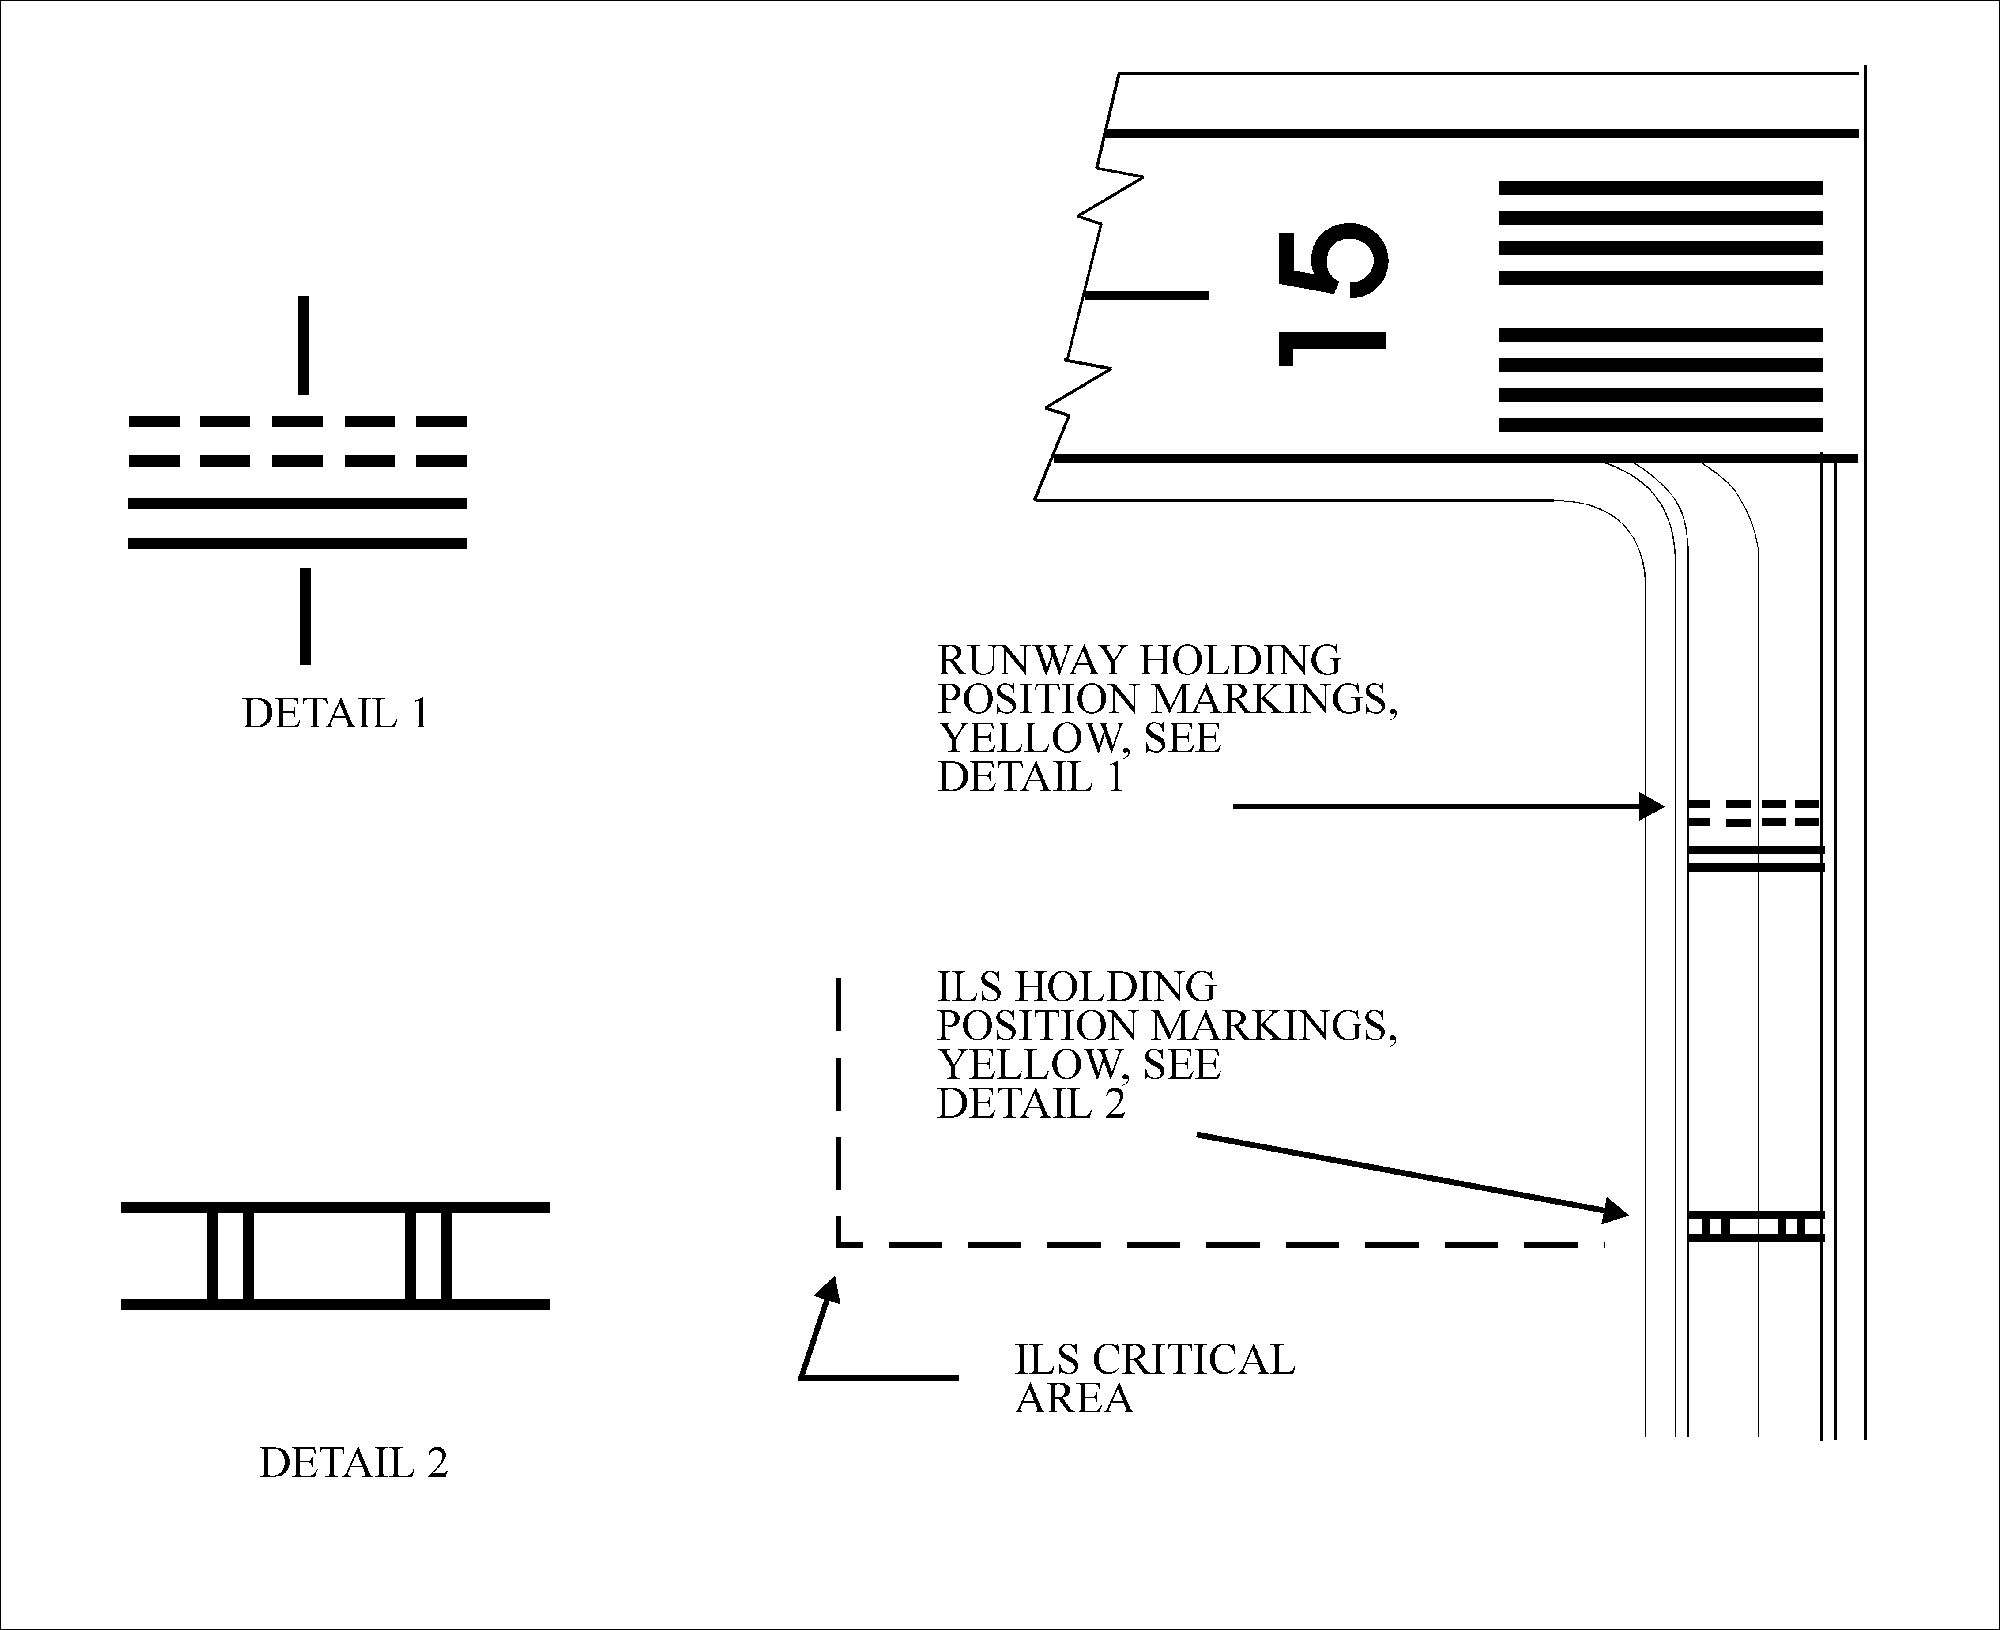 15
DETAIL 1
RUNWAY HOLDING
POSITION MARKINGS,
YELLOW, SEE
DETAIL 1
ILS HOLDING
POSITION MARKINGS,
YELLOW, SEE
DETAIL 2
ILS CRITICAL
AREA
DETAIL 2